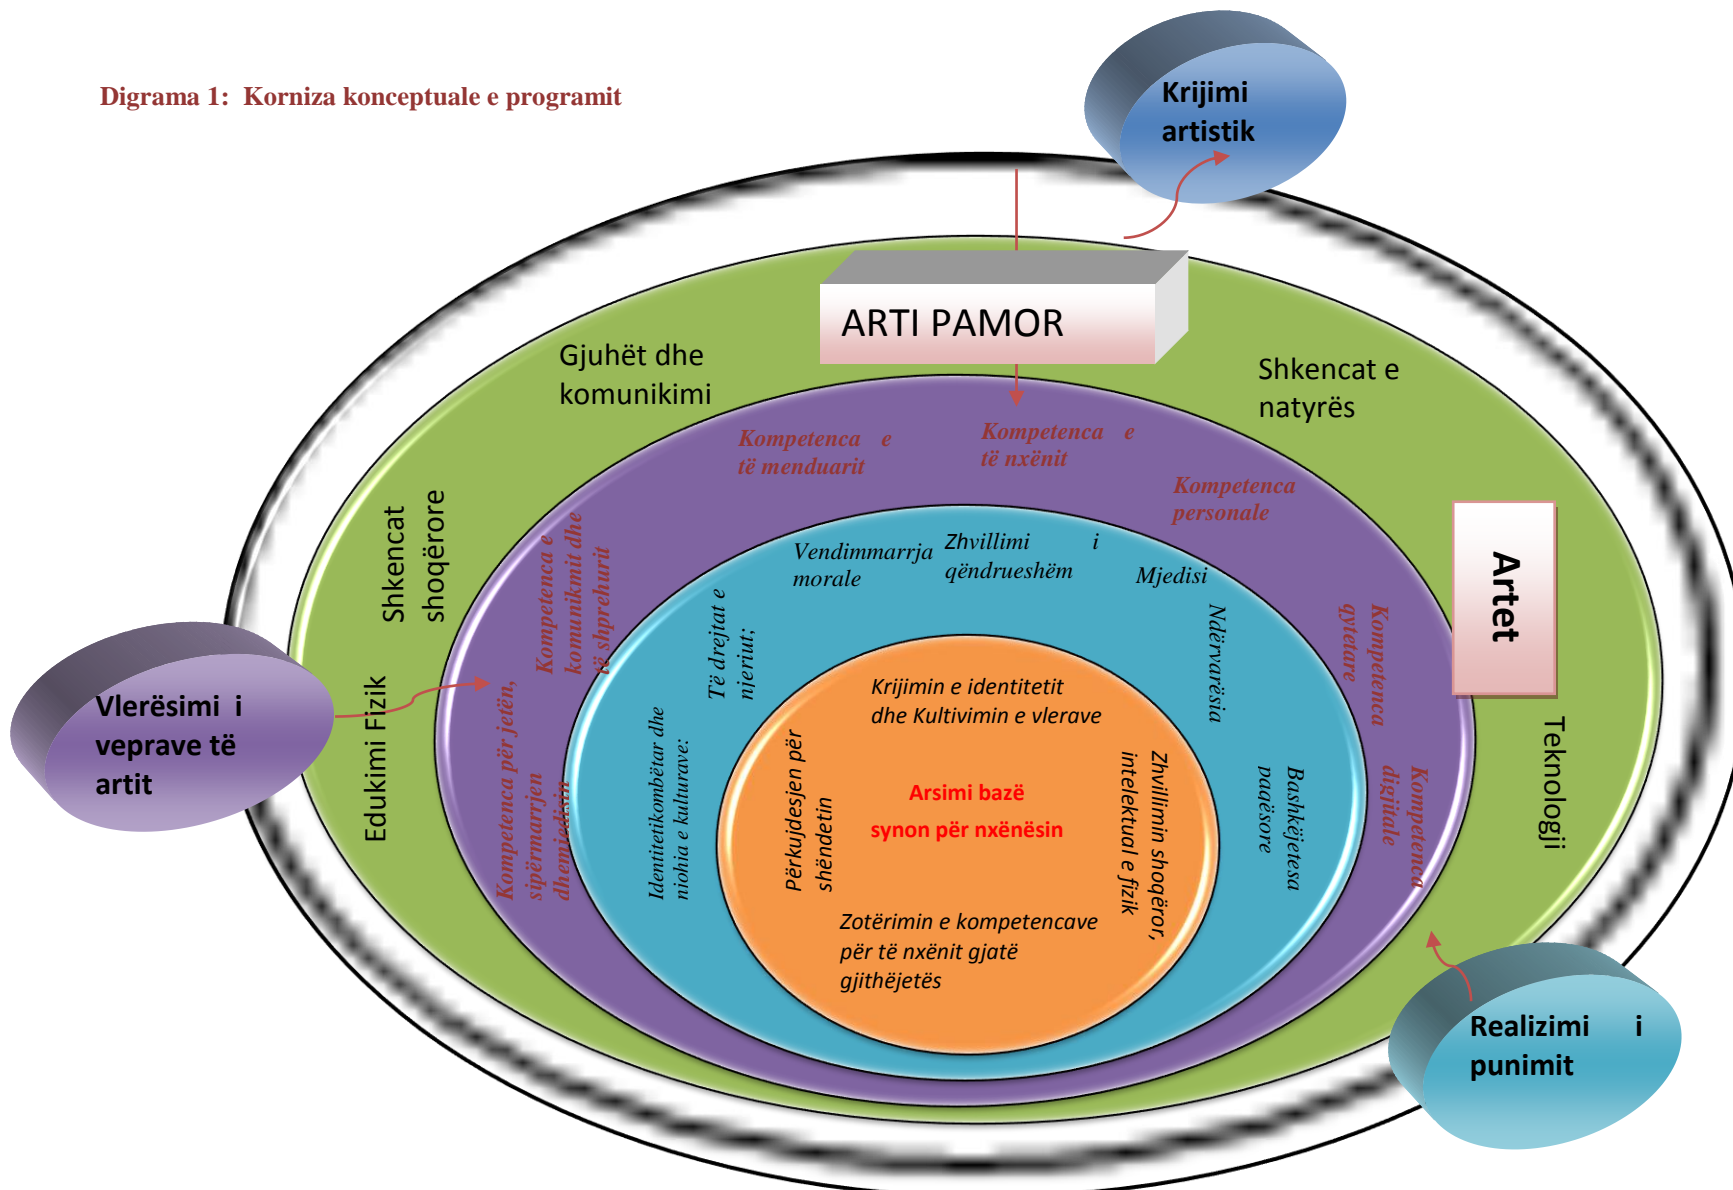 Digrama 1: Korniza konceptuale e programit
Krijimi
artistik
ARTI PAMOR
Gjuhët dhe
komunikimi
Shkencat e
natyrës
Shkencat
shoqërore
Edukimi Fizik
Artet
Teknologji
Vlerësimi i
veprave të
artit
Realizimi i
punimit
Kompetenca e
të menduarit
Kompetenca e
të nxënit
Kompetenca
personale
Kompetenca e
komunikmit dhe
të shprehurit
Kompetenca për jetën,
sipërmarrjen
dhemjedisin
Kompetenca
qytetare
Kompetenca
digjitale
Vendimmarrja
morale
Zhvillimi i
qëndrueshëm
Mjedisi
Të drejtat e
njeriut;
Ndërvarësia
Identitetikombëtar dhe
niohia e kulturave:
Bashkëjetesa
paqësore
Krijimin e identitetit
dhe Kultivimin e vlerave
Përkujdesjen për
shëndetin
Zhvillimin shoqëror,
intelektual e fizik
Arsimi bazë
synon për nxënësin
Zotërimin e kompetencave
për të nxënit gjatë
gjithëjetës